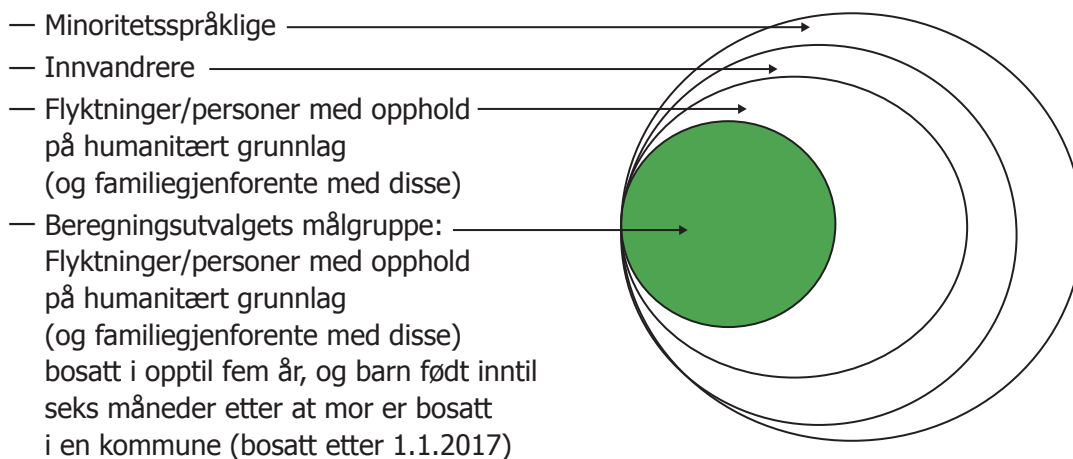 — Minoritetsspråklige
— Innvandrere
— Flyktninger/personer med opphold
på humanitært grunnlag
(og familiegjenforente med disse)
— Beregningsutvalgets målgruppe:
Flyktninger/personer med opphold
på humanitært grunnlag
(og familiegjenforente med disse)
bosatt i opptil fem år, og barn født inntil
seks måneder etter at mor er bosatt
i en kommune (bosatt etter 1.1.2017)